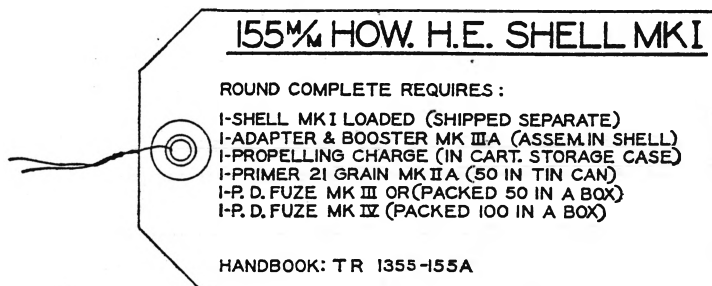 155 M/M HOW. H.E. SHELL MK I
ROUND COMPLETE REQUIRES:
1-SHELL MK I LOADED (SHIPPED SEPARATE)
1-ADAPTER & BOOSTER MK III A (ASSEM. IN SHELL)
1-PROPELLING CHARGE (IN CART. STORAGE CASE)
1-PRIMER 21 GRAIN MK II A (50 IN TIN CAN)
1-P. D. FUZE MK III OR (PACKED 50 IN A BOX)
1-P. D. FUZE MK IV (PACKED 100 IN A BOX)
HANDBOOK: TR 1355-155A